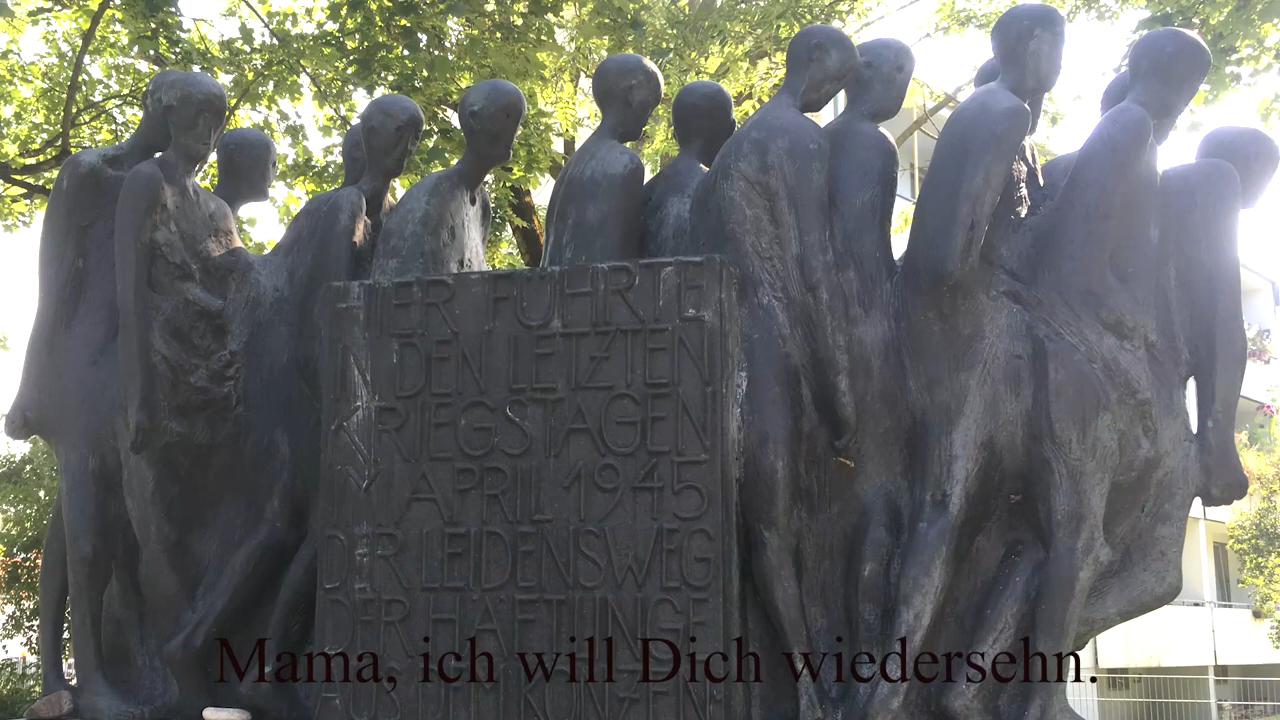 HIER FÜHRTE
IN DEN LETZTEN
KRIEGSTAGEN
IM APRIL 1945
DER LEIDENSWEG
DER HÄFTLINGE
Mama, ich will Dich wiedersehn.